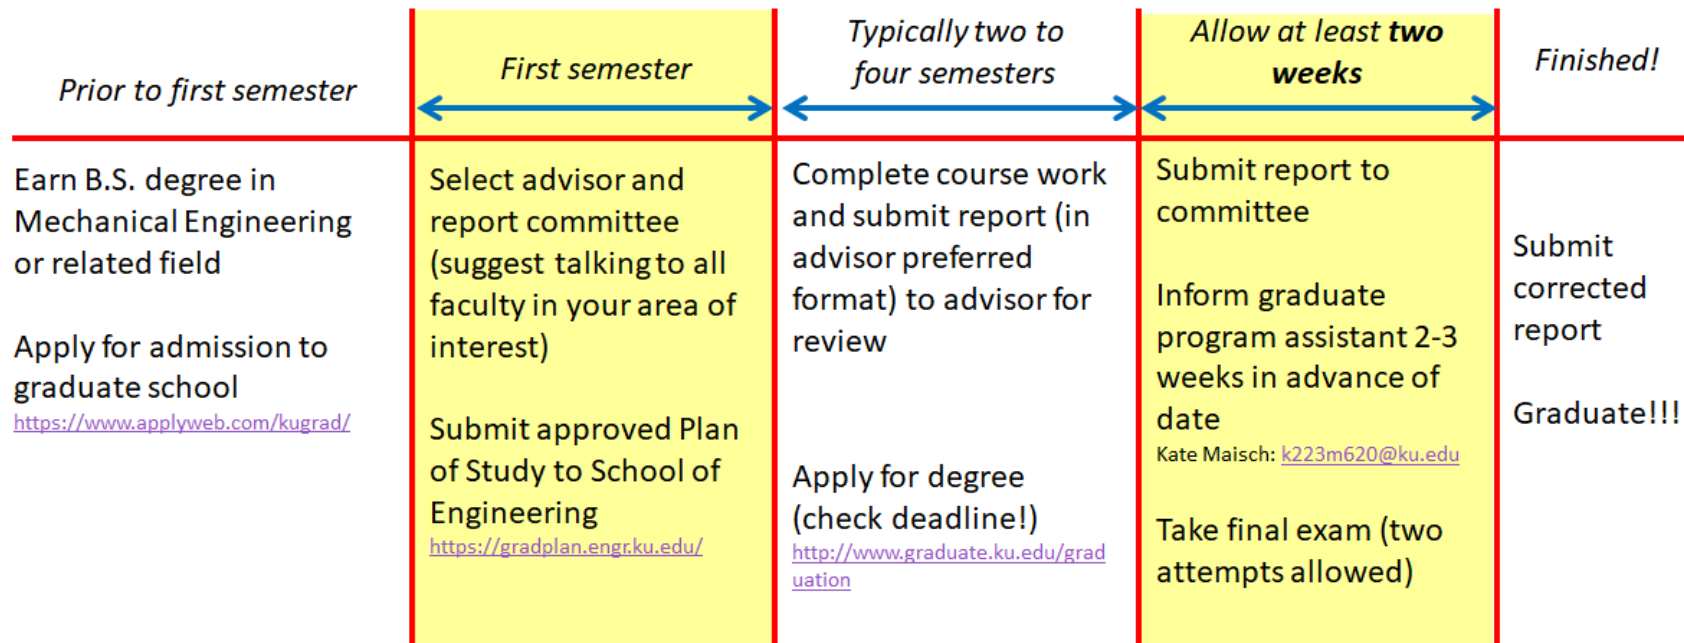 Prior to first semester
Earn B.S. degree in
Mechanical Engineering
or related field
Apply for admission to
graduate school
https://www.applyweb.com/kugrad/
First semester
Select advisor and
report committee
(suggest talking to all
faculty in your area of
interest)
Submit approved Plan
of Study to School of
Engineering
https://gradplan.engr.ku.edu/
Typically two to
four semesters
Complete course work
and submit report (in
advisor preferred
format) to advisor for
review
Apply for degree
(check deadline!)
http://www.graduate.ku.edu/grad
uation
Allow at least two
weeks
Submit report to
committee
Inform graduate
program assistant 2-3
weeks in advance of
date
Kate Maisch: k223m620@ku.edu
Take final exam (two
attempts allowed)
Finished!
Submit
corrected
report
Graduate!!!